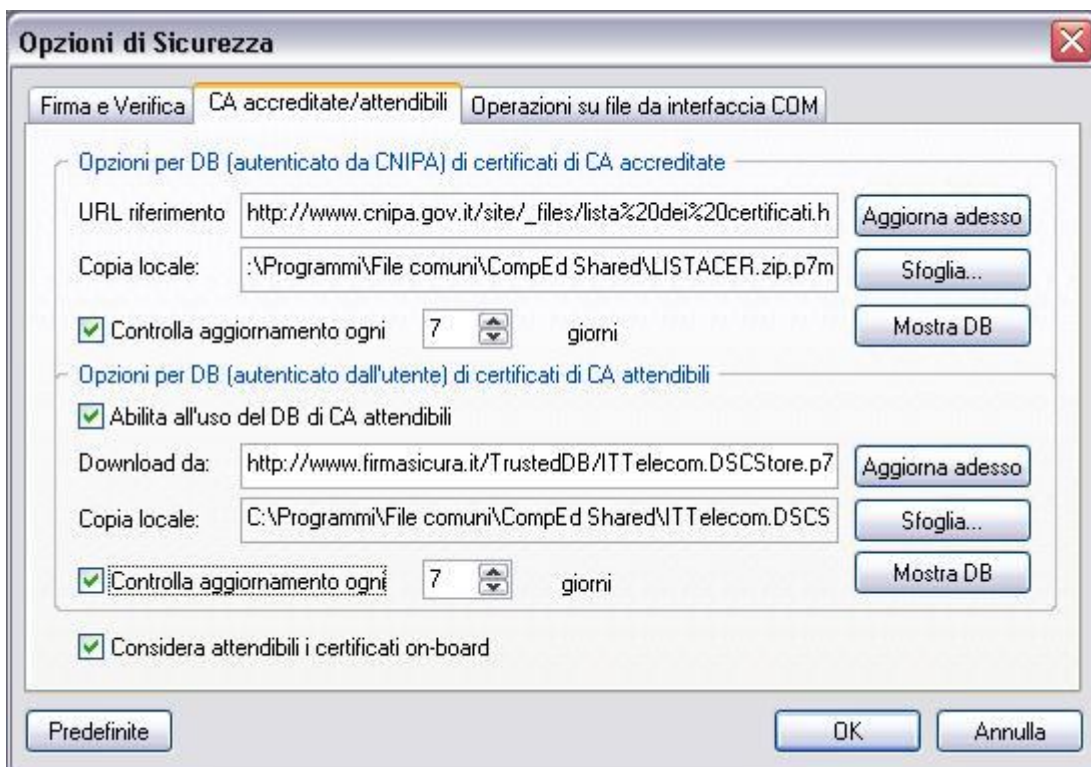 Opzioni di Sicurezza
Firma e Verifica CA accreditate/attendibili Operazioni su file da interfaccia COM
Opzioni per DB (autenticato da CNIPA) di certificati di CA accreditate
URL riferimento http://www.cnipa.gov.it/site/_files/lista%20dei%20certificati.h Aggiorna adesso
Copia locale: :\Programmi\File comuni\CompEd Shared\LISTACER.zip.p7m Sfoglia...
Controlla aggiornamento ogni 7 giorni Mostra DB
Opzioni per DB (autenticato dall'utente) di certificati di CA attendibili
Abilita all'uso del DB di CA attendibili
Download da: http://www.firmasicura.it/TrustedDB/ITTelecom.DSCStore.p7 Aggiorna adesso
Copia locale: C:\Programmi\File comuni\CompEd Shared\ITTelecom.DSCS Sfoglia...
Controlla aggiornamento ogni 7 giorni Mostra DB
Considera attendibili i certificati on-board
Predefinite OK Annulla